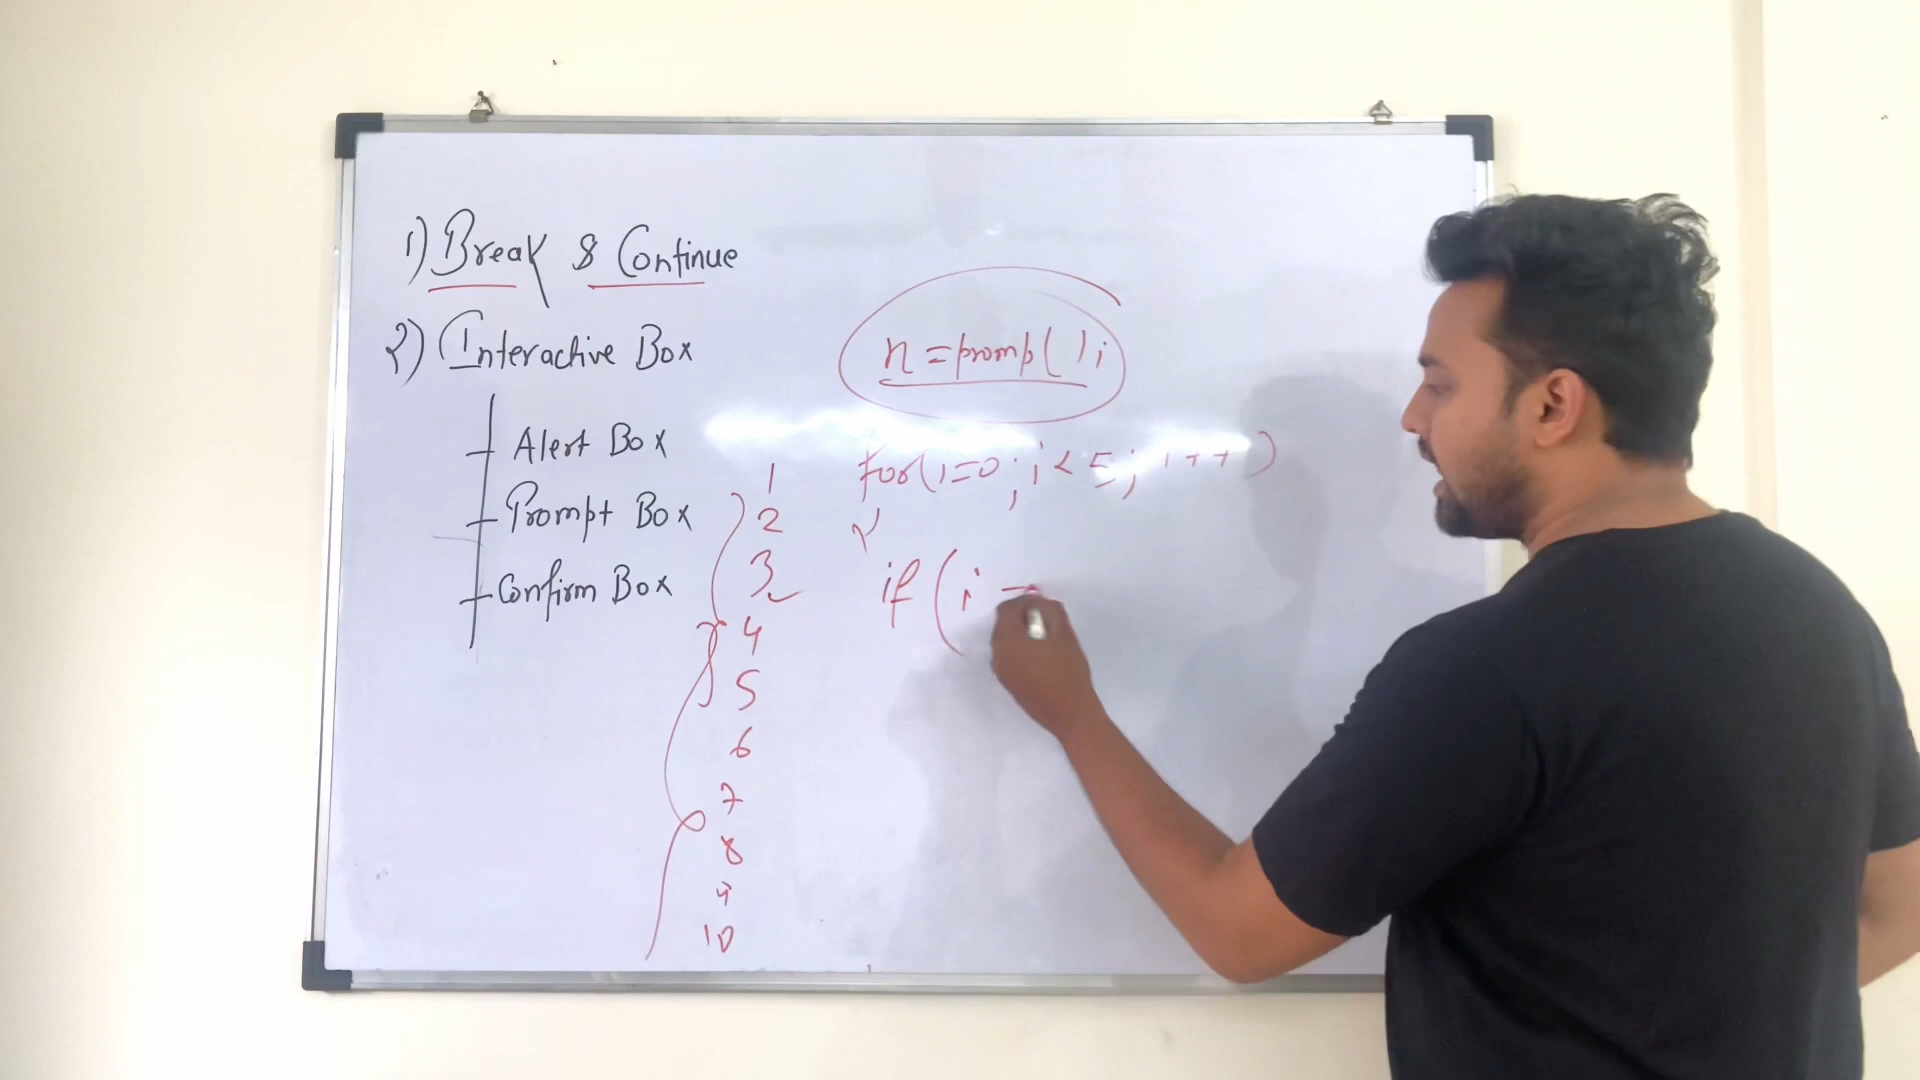 1) Break & Continue
2) Interactive Box
Alert Box
Prompt Box
Confirm Box
1
2
3
4
5
6
7
8
9
10
n = promp( );
for(i=0; i<5; i++)
{
if (i =